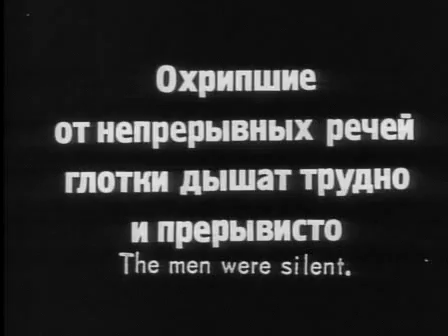 Охрипшие
от непрерывных речей
глотки дышат трудно
и прерывисто
The men were silent.